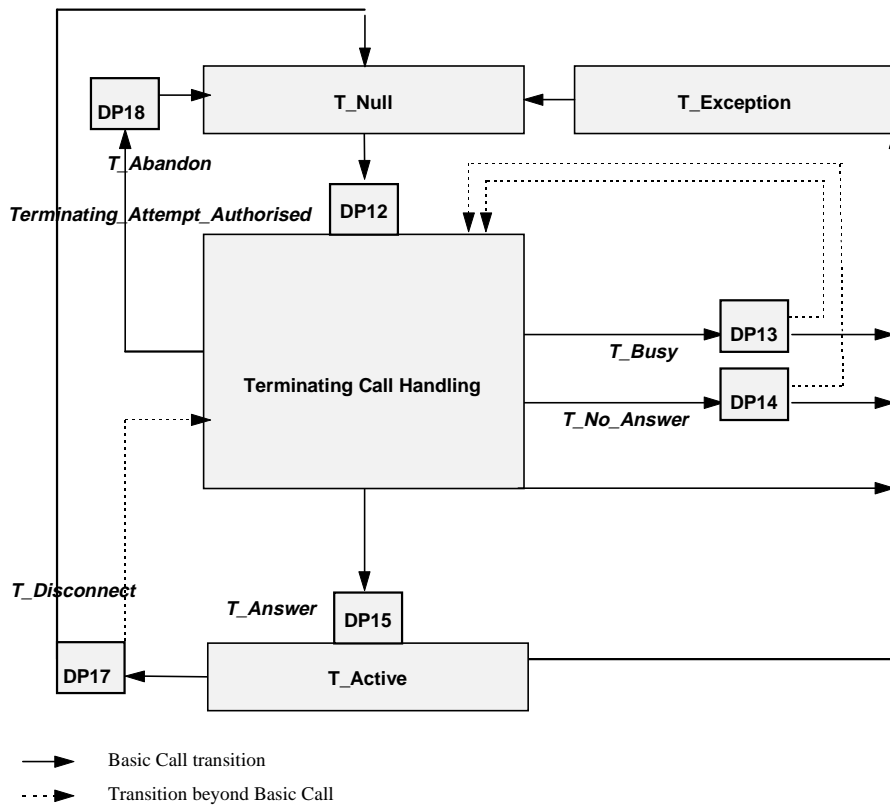 T_Null
T_Exception
DP18
T_Abandon
DP12
Terminating_Attempt_Authorised
DP13
T_Busy
Terminating Call Handling
DP14
T_No_Answer
T_Disconnect
T_Answer
DP15
DP17
T_Active
Basic Call transition
Transition beyond Basic Call